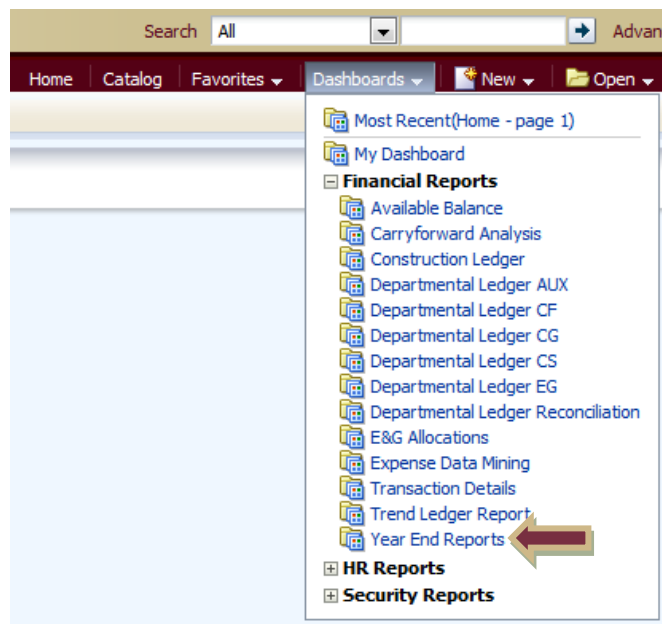 Search All Advan
Home Catalog Favorites Dashboards New Open
Most Recent(Home - page 1)
My Dashboard
Financial Reports
Available Balance
Carryforward Analysis
Construction Ledger
Departmental Ledger AUX
Departmental Ledger CF
Departmental Ledger CG
Departmental Ledger CS
Departmental Ledger EG
Departmental Ledger Reconciliation
E&G Allocations
Expense Data Mining
Transaction Details
Trend Ledger Report
Year End Reports
HR Reports
Security Reports